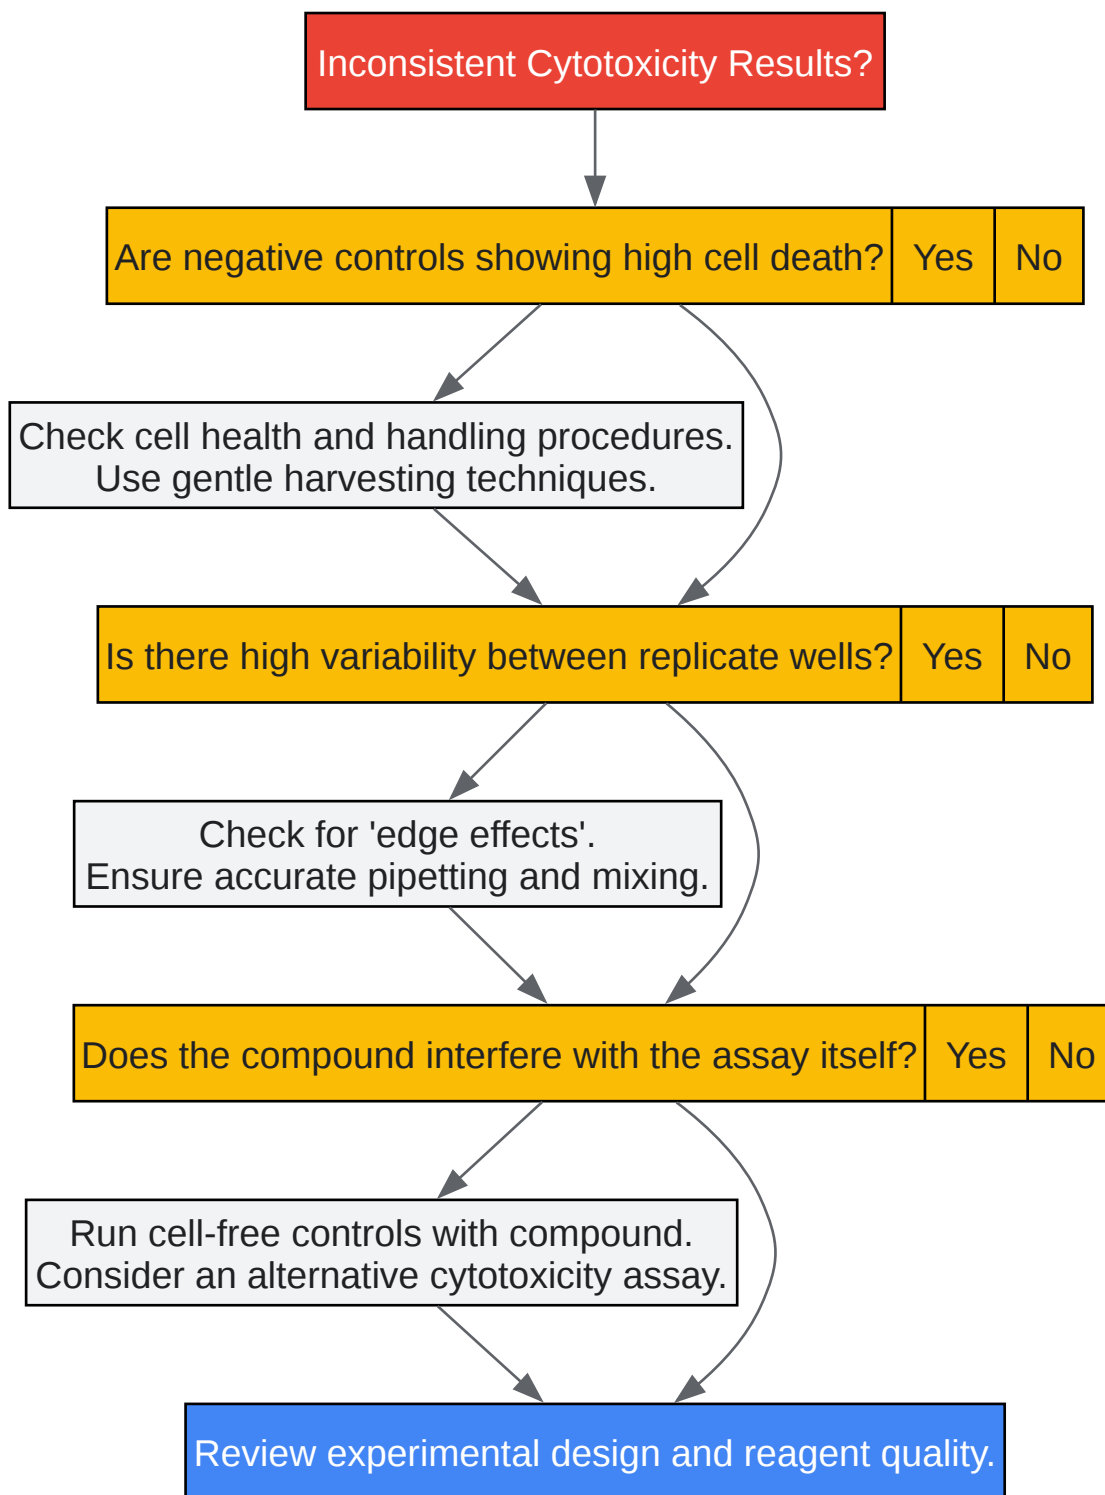 Inconsistent Cytotoxicity Results?
Are negative controls showing high cell death? Yes No
Check cell health and handling procedures.
Use gentle harvesting techniques.
Is there high variability between replicate wells? Yes No
Check for 'edge effects'.
Ensure accurate pipetting and mixing.
Does the compound interfere with the assay itself? Yes No
Run cell-free controls with compound.
Consider an alternative cytotoxicity assay.
Review experimental design and reagent quality.